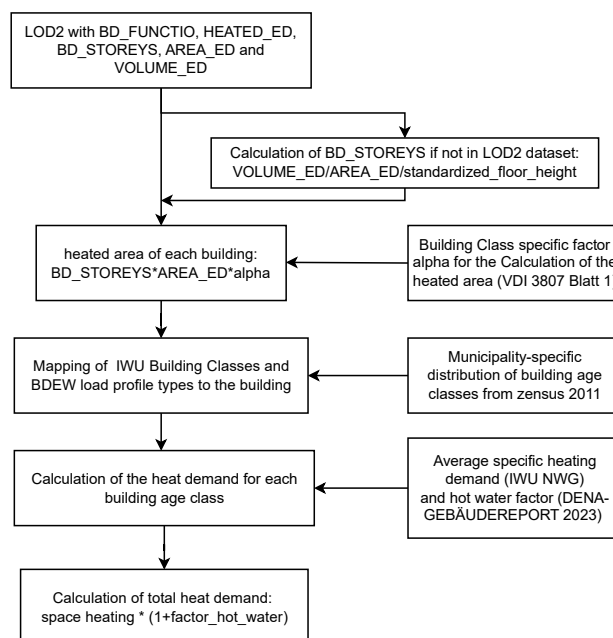 LOD2 with BD_FUNCTIO, HEATED_ED,
BD_STOREYS, AREA_ED and
VOLUME_ED
Calculation of BD_STOREYS if not in LOD2 dataset:
VOLUME_ED/AREA_ED/standardized_floor_height
heated area of each building:
BD_STOREYS*AREA_ED*alpha
Building Class specific factor
alpha for the Calculation of the
heated area (VDI 3807 Blatt 1)
Mapping of IWU Building Classes and
BDEW load profile types to the building
Municipality-specific
distribution of building age
classes from zensus 2011
Calculation of the heat demand for each
building age class
Average specific heating
demand (IWU NWG)
and hot water factor (DENA-
GEBÄUDEREPORT 2023)
Calculation of total heat demand:
space heating * (1+factor_hot_water)